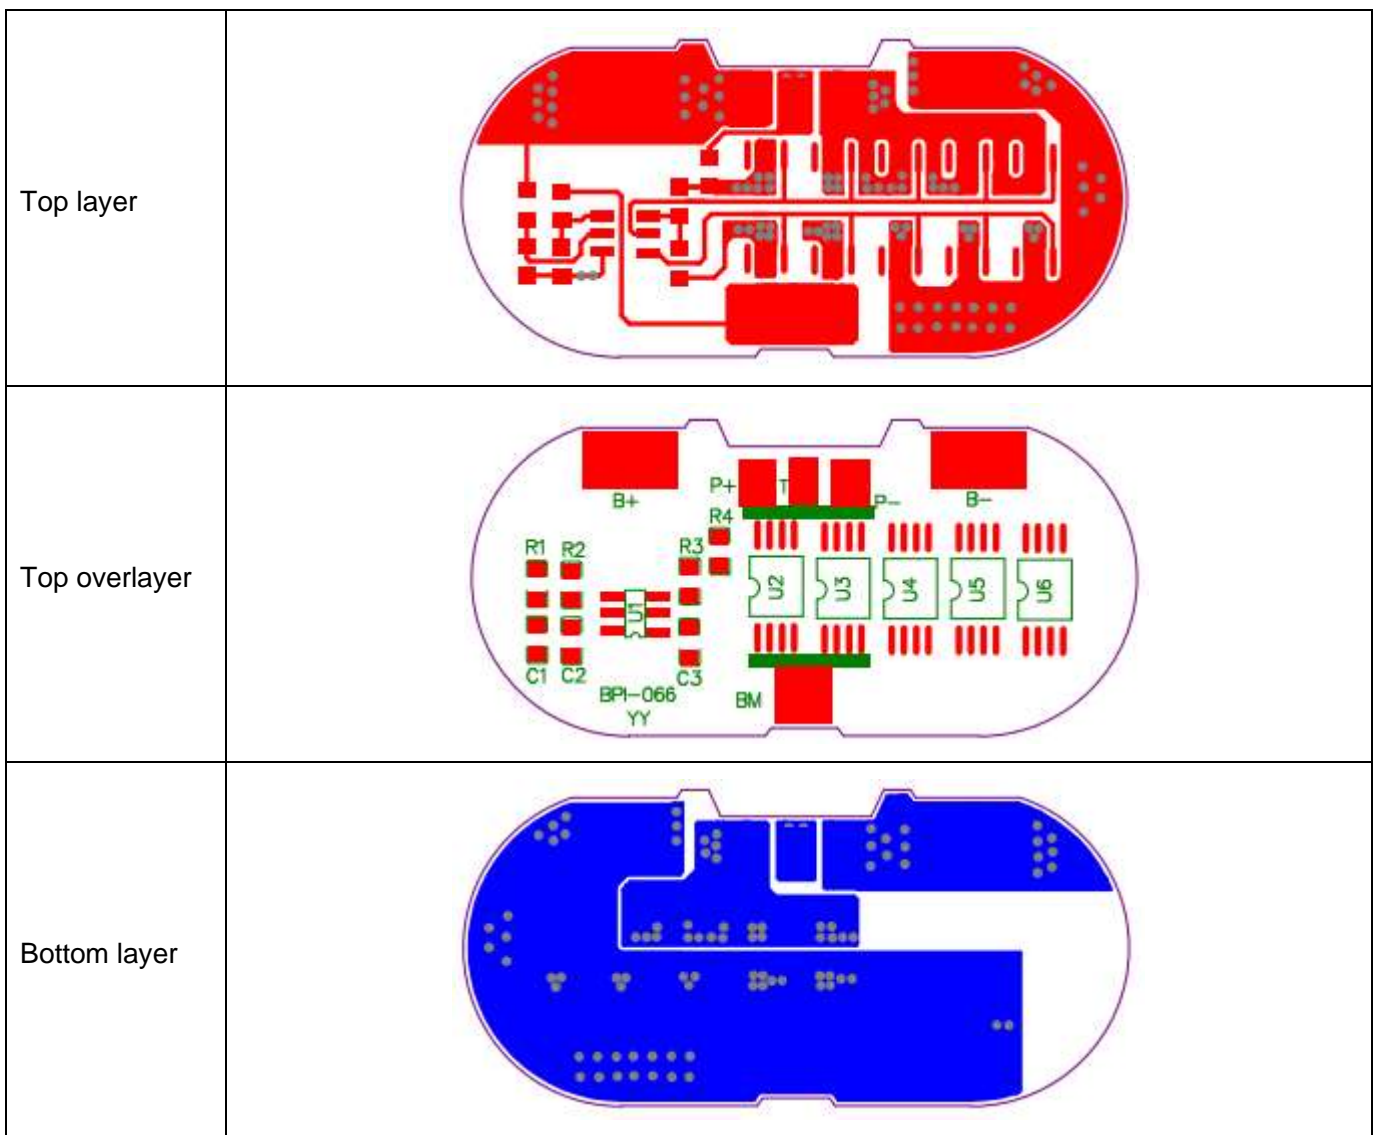 Top layer
Top overlayer
B+
P+
T
P-
B-
R4
R1
R2
R3
U1
U2
U3
U4
U5
U6
C1
C2
C3
BPI-066
YY
BM
Bottom layer